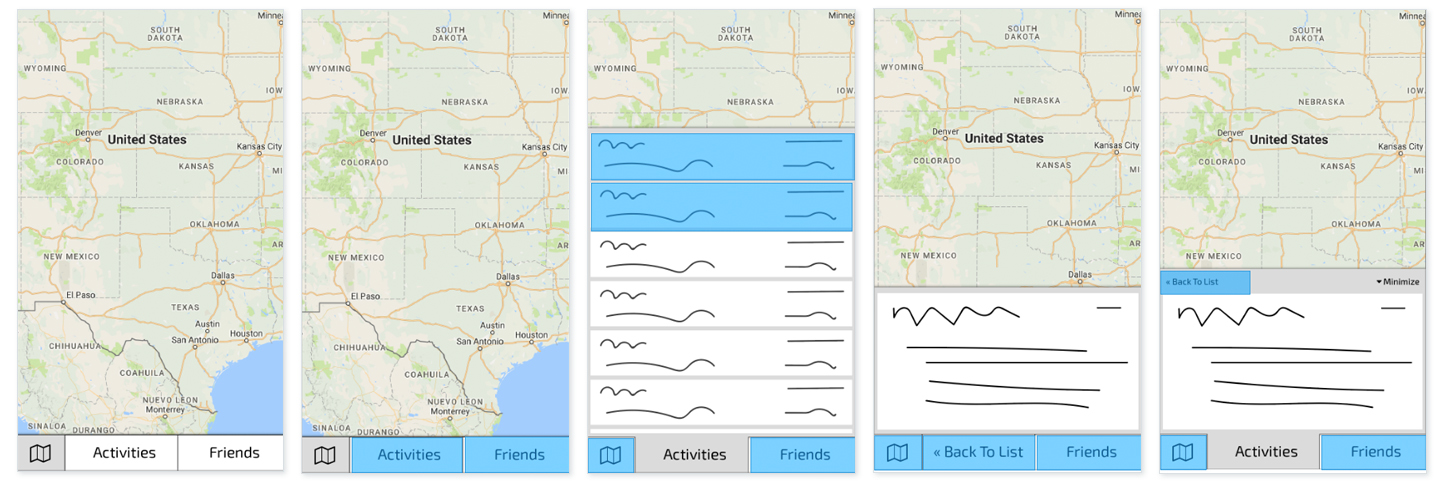 Minne
SOUTH
DAKOTA
WYOMING
IOW
NEBRASKA
Denver
United States
Kansas City
COLORADO
KANSAS
MI
OKLAHOMA
AR
NEW MEXICO
Dallas
El Paso
TEXAS
Austin
Houston
San Antonio
CHIHUAHUA
COAHUILA
NUEVO LEON
Monterrey
SINALOA
DURANGO
Activities
Friends
Minne
SOUTH
DAKOTA
WYOMING
IOW
NEBRASKA
Denver
United States
Kansas City
COLORADO
KANSAS
MI
OKLAHOMA
AR
NEW MEXICO
Dallas
El Paso
TEXAS
Austin
Houston
San Antonio
CHIHUAHUA
COAHUILA
NUEVO LEON
Monterrey
SINALOA
DURANGO
Activities
Friends
Minne
SOUTH
DAKOTA
WYOMING
IOW
NEBRASKA
Activities
Friends
Minne
SOUTH
DAKOTA
WYOMING
IOW
NEBRASKA
Denver
United States
Kansas City
COLORADO
KANSAS
MI
OKLAHOMA
AR
NEW MEXICO
Dallas
« Back To List
Friends
Minne
SOUTH
DAKOTA
WYOMING
IOW
NEBRASKA
Denver
United States
Kansas City
COLORADO
KANSAS
MI
OKLAHOMA
AR
NEW MEXICO
« Back To List
Minimize
Activities
Friends